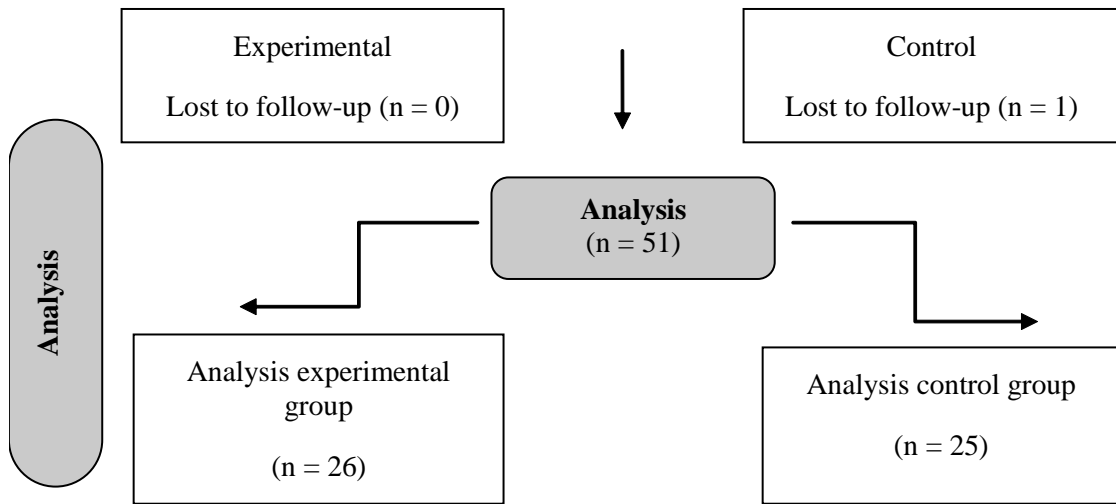 Experimental
Lost to follow-up (n = 0)
Control
Lost to follow-up (n = 1)
Analysis
Analysis
(n = 51)
Analysis experimental
group
(n = 26)
Analysis control group
(n = 25)